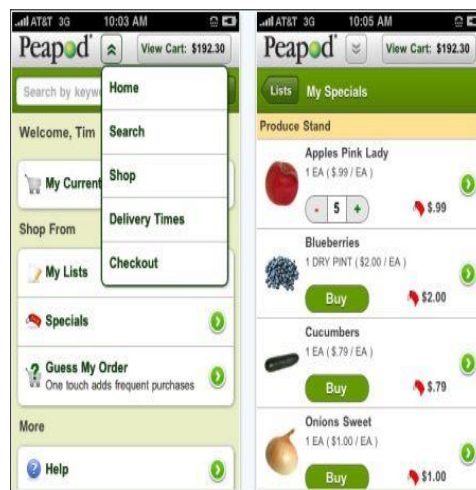 AT&T 3G 10:03 AM
Peapod View Cart: $192.30
Search by keyw
Home
Search
Shop
Delivery Times
Checkout
Welcome, Tim
My Current
Shop From
My Lists
Specials
Guess My Order
One touch adds frequent purchases
More
Help
AT&T 3G 10:05 AM
Peapod View Cart: $192.30
Lists My Specials
Produce Stand
Apples Pink Lady
1 EA ( $.99 / EA )
- 5 + $.99
Blueberries
1 DRY PINT ( $2.00 / EA )
Buy $2.00
Cucumbers
1 EA ( $.79 / EA )
Buy $.79
Onions Sweet
1 EA ( $1.00 / EA )
Buy $1.00